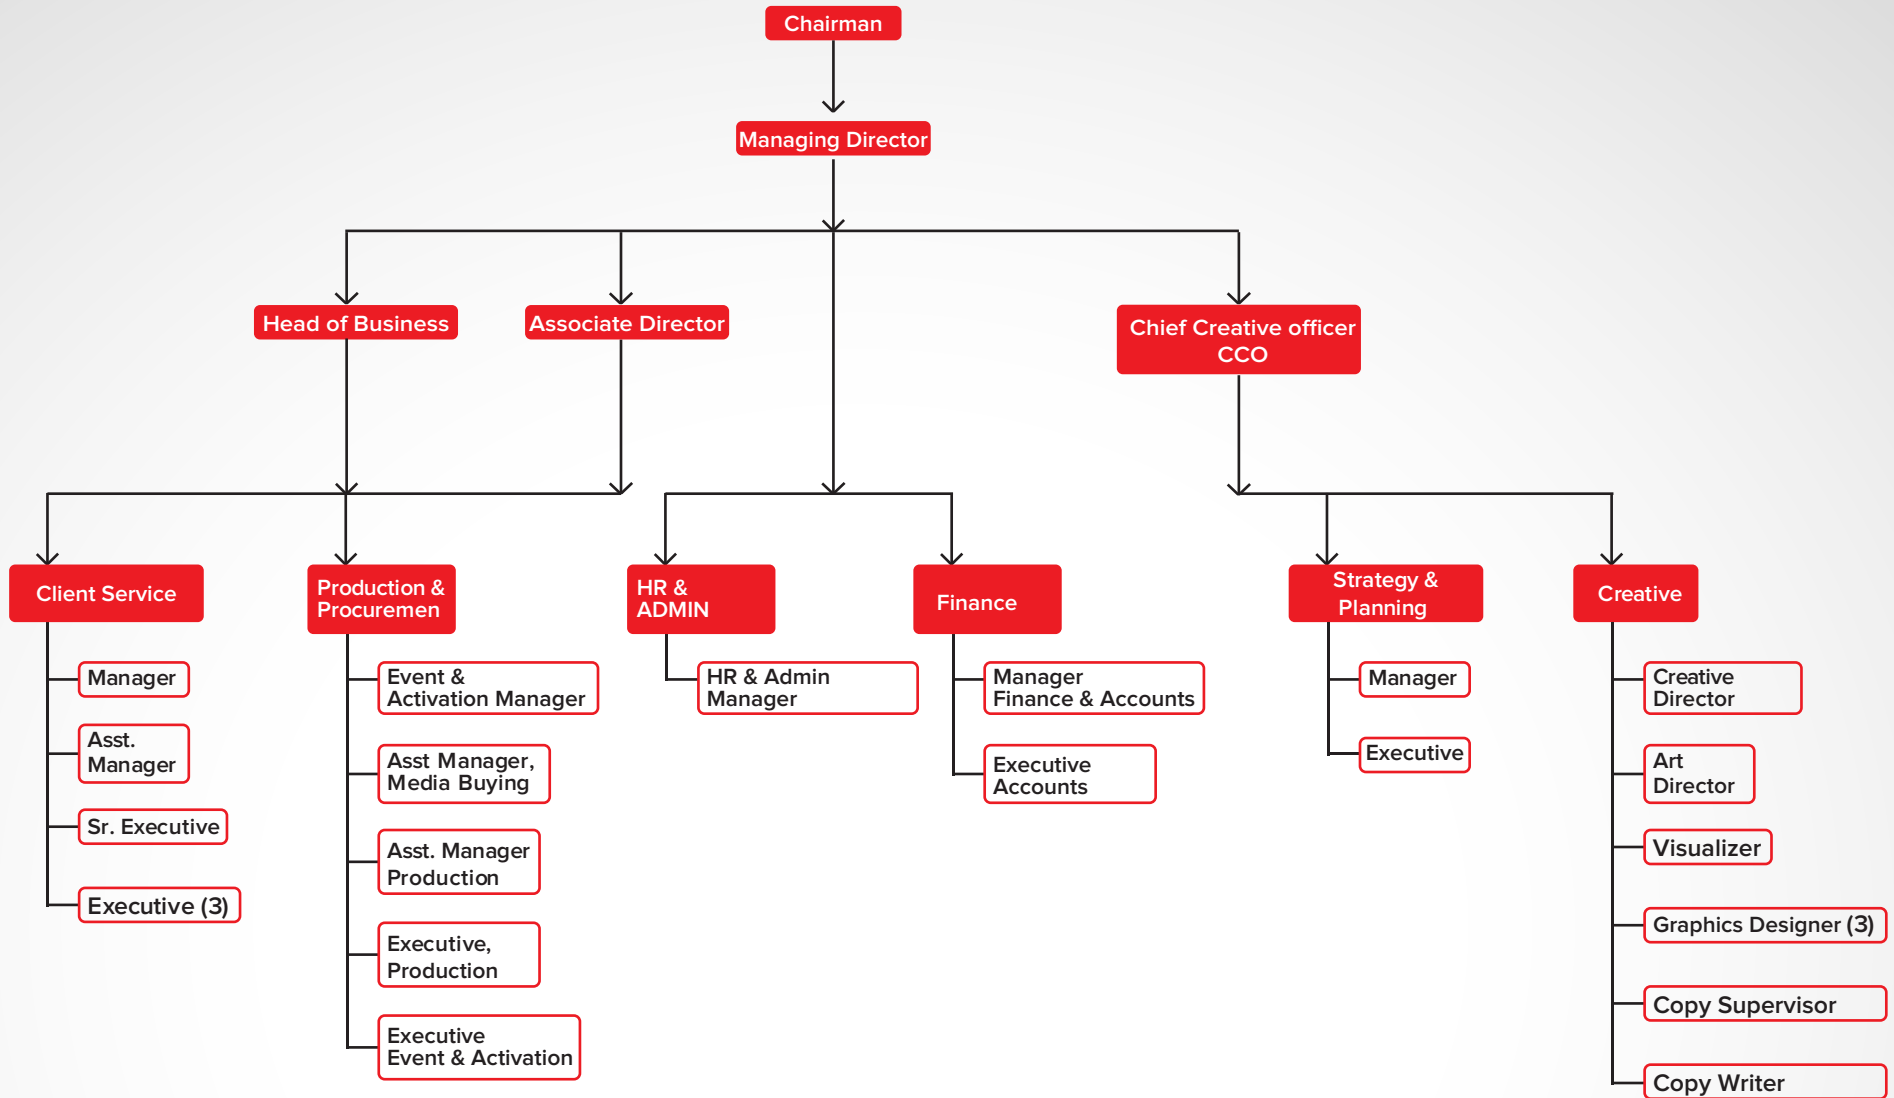 Chairman
Managing Director
Head of Business
Associate Director
Chief Creative officer
CCO
Client Service
Manager
Asst.
Manager
Sr. Executive
Executive (3)
Production &
Procuremen
Event &
Activation Manager
Asst Manager,
Media Buying
Asst. Manager
Production
Executive,
Production
Executive
Event & Activation
HR &
ADMIN
HR & Admin
Manager
Finance
Manager
Finance & Accounts
Executive
Accounts
Strategy &
Planning
Manager
Executive
Creative
Creative
Director
Art
Director
Visualizer
Graphics Designer (3)
Copy Supervisor
Copy Writer